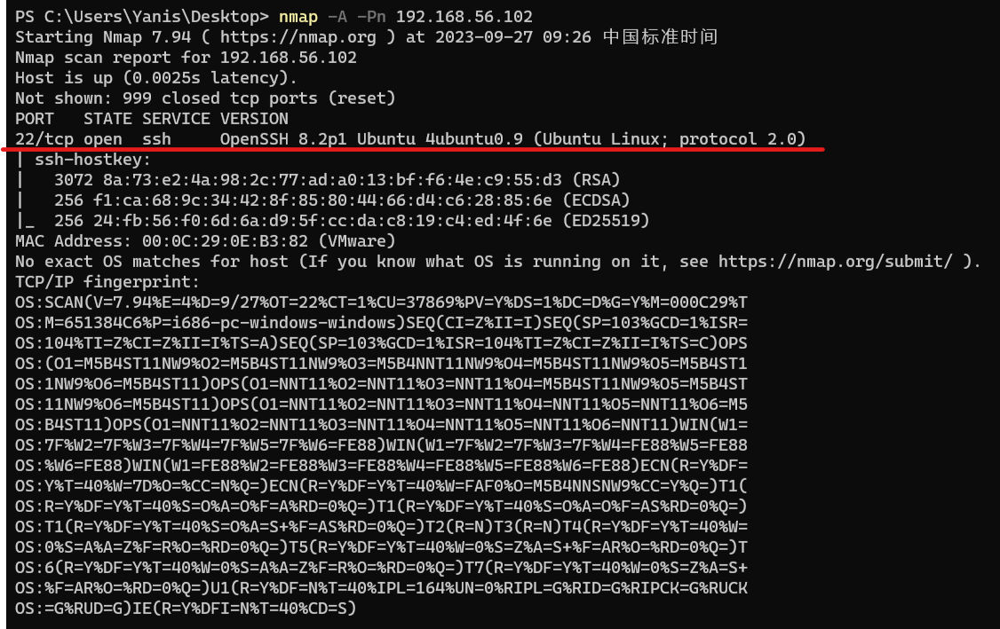 PS C:\Users\Yanis\Desktop> nmap -A -Pn 192.168.56.102
Starting Nmap 7.94 ( https://nmap.org ) at 2023-09-27 09:26 中国标准时间
Nmap scan report for 192.168.56.102
Host is up (0.0025s latency).
Not shown: 999 closed tcp ports (reset)
PORT   STATE SERVICE VERSION
22/tcp open  ssh     OpenSSH 8.2p1 Ubuntu 4ubuntu0.9 (Ubuntu Linux; protocol 2.0)
| ssh-hostkey:
|   3072 8a:73:e2:4a:98:2c:77:ad:a0:13:bf:f6:4e:c9:55:d3 (RSA)
|   256 f1:ca:68:9c:34:42:8f:85:80:44:66:d4:c6:28:85:6e (ECDSA)
|_  256 24:fb:56:f0:6d:6a:d9:5f:cc:da:c8:19:c4:ed:4f:6e (ED25519)
MAC Address: 00:0C:29:0E:B3:82 (VMware)
No exact OS matches for host (If you know what OS is running on it, see https://nmap.org/submit/ ).
TCP/IP fingerprint:
OS:SCAN(V=7.94%E=4%D=9/27%OT=22%CT=1%CU=37869%PV=Y%DS=1%DC=D%G=Y%M=000C29%T
OS:M=651384C6%P=i686-pc-windows-windows)SEQ(CI=Z%II=I)SEQ(SP=103%GCD=1%ISR=
OS:104%TI=Z%CI=Z%II=I%TS=A)SEQ(SP=103%GCD=1%ISR=104%TI=Z%CI=Z%II=I%TS=C)OPS
OS:(O1=M5B4ST11NW9%O2=M5B4ST11NW9%O3=M5B4NNT11NW9%O4=M5B4ST11NW9%O5=M5B4ST1
OS:1NW9%O6=M5B4ST11)OPS(O1=NNT11%O2=NNT11%O3=NNT11%O4=M5B4ST11NW9%O5=M5B4ST
OS:11NW9%O6=M5B4ST11)OPS(O1=NNT11%O2=NNT11%O3=NNT11%O4=NNT11%O5=NNT11%O6=M5
OS:B4ST11)OPS(O1=NNT11%O2=NNT11%O3=NNT11%O4=NNT11%O5=NNT11%O6=NNT11)WIN(W1=
OS:7F%W2=7F%W3=7F%W4=7F%W5=7F%W6=FE88)WIN(W1=7F%W2=7F%W3=7F%W4=FE88%W5=FE88
OS:%W6=FE88)WIN(W1=FE88%W2=FE88%W3=FE88%W4=FE88%W5=FE88%W6=FE88)ECN(R=Y%DF=
OS:Y%T=40%W=7D%O=%CC=N%Q=)ECN(R=Y%DF=Y%T=40%W=FAF0%O=M5B4NNSNW9%CC=Y%Q=)T1(
OS:R=Y%DF=Y%T=40%S=O%A=O%F=A%RD=0%Q=)T1(R=Y%DF=Y%T=40%S=O%A=O%F=AS%RD=0%Q=)
OS:T1(R=Y%DF=Y%T=40%S=O%A=S+%F=AS%RD=0%Q=)T2(R=N)T3(R=N)T4(R=Y%DF=Y%T=40%W=
OS:0%S=A%A=Z%F=R%O=%RD=0%Q=)T5(R=Y%DF=Y%T=40%W=0%S=Z%A=S+%F=AR%O=%RD=0%Q=)T
OS:6(R=Y%DF=Y%T=40%W=0%S=A%A=Z%F=R%O=%RD=0%Q=)T7(R=Y%DF=Y%T=40%W=0%S=Z%A=S+
OS:%F=AR%O=%RD=0%Q=)U1(R=Y%DF=N%T=40%IPL=164%UN=0%RIPL=G%RID=G%RIPCK=G%RUCK
OS:=G%RUD=G)IE(R=Y%DFI=N%T=40%CD=S)